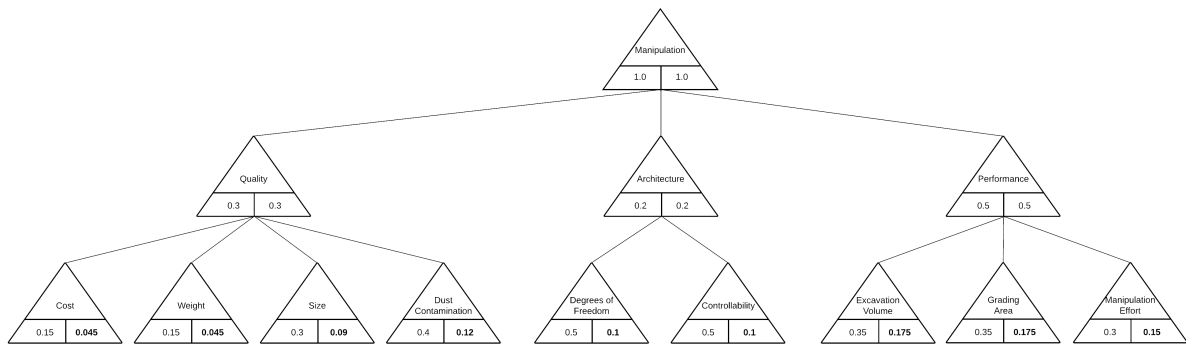 Manipulation
1.0 1.0
Quality
0.3 0.3
Architecture
0.2 0.2
Performance
0.5 0.5
Cost
0.15 0.045
Weight
0.15 0.045
Size
0.3 0.09
Dust
Contamination
0.4 0.12
Degrees of
Freedom
0.5 0.1
Controllability
0.5 0.1
Excavation
Volume
0.35 0.175
Grading
Area
0.35 0.175
Manipulation
Effort
0.3 0.15